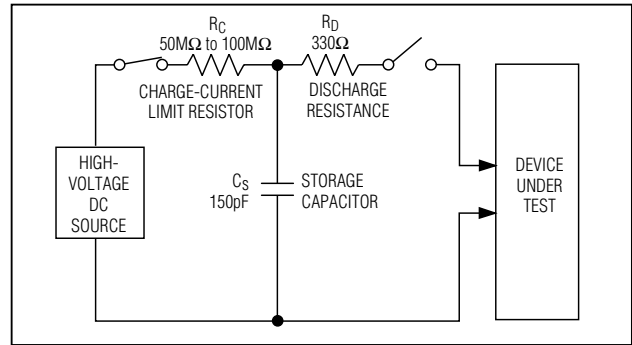 RC
50MΩ to 100MΩ
CHARGE-CURRENT
LIMIT RESISTOR
RD
330Ω
DISCHARGE
RESISTANCE
HIGH-
VOLTAGE
DC
SOURCE
CS
150pF
STORAGE
CAPACITOR
DEVICE
UNDER
TEST